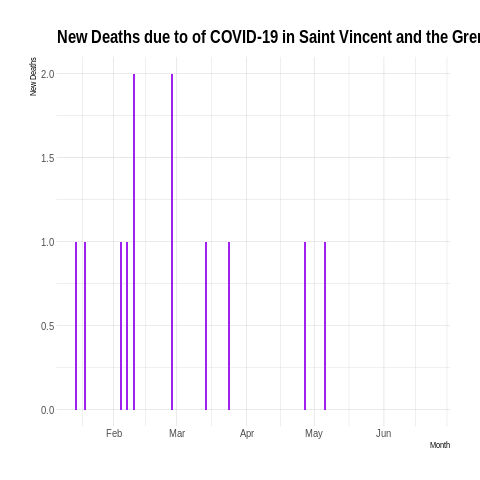 New Deaths due to of COVID-19 in Saint Vincent and the Gren
New Deaths
2.0
1.5
1.0
0.5
0.0
Feb Mar Apr May Jun
Month